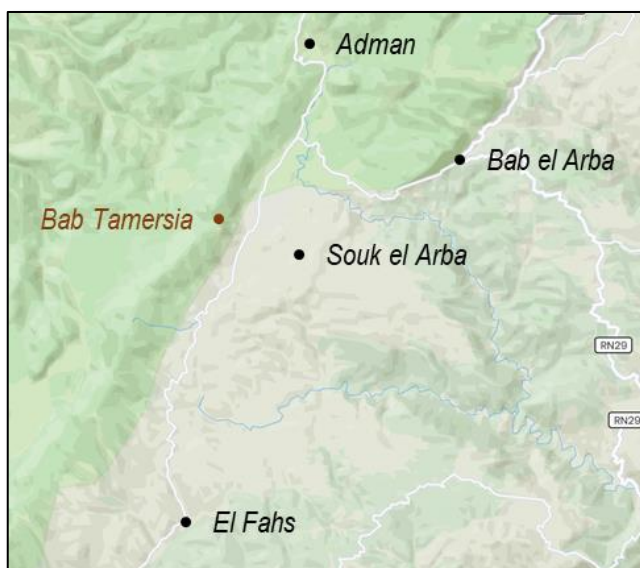 Adman
Bab el Arba
Bab Tamersia
Souk el Arba
RN29
RN29
El Fahs